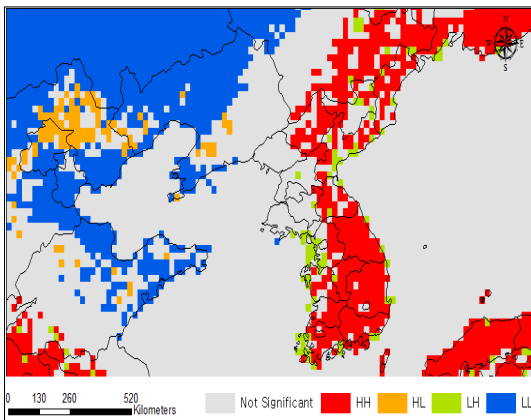 N
W E
S
0 130 260 520
Kilometers
Not Significant HH HL LH LL